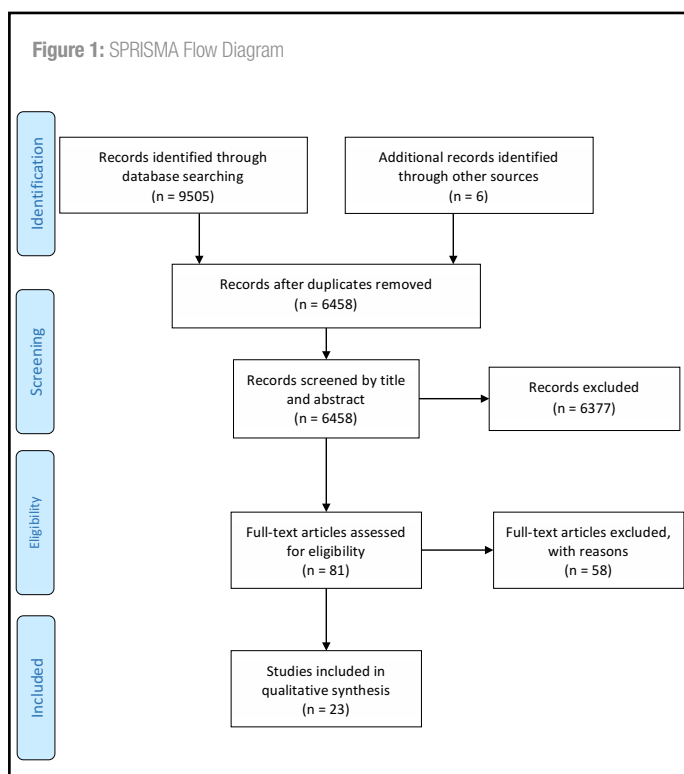 Figure 1: SPRISMA Flow Diagram
Identification
Records identified through
database searching
(n = 9505)
Additional records identified
through other sources
(n = 6)
Records after duplicates removed
(n = 6458)
Screening
Records screened by title
and abstract
(n = 6458)
Records excluded
(n = 6377)
Eligibility
Full-text articles assessed
for eligibility
(n = 81)
Full-text articles excluded,
with reasons
(n = 58)
Included
Studies included in
qualitative synthesis
(n = 23)